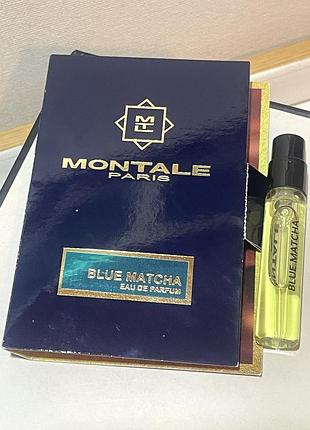 MONTALE
PARIS
BLUE MATCHA
EAU DE PARFUM
BLUE MATCHA